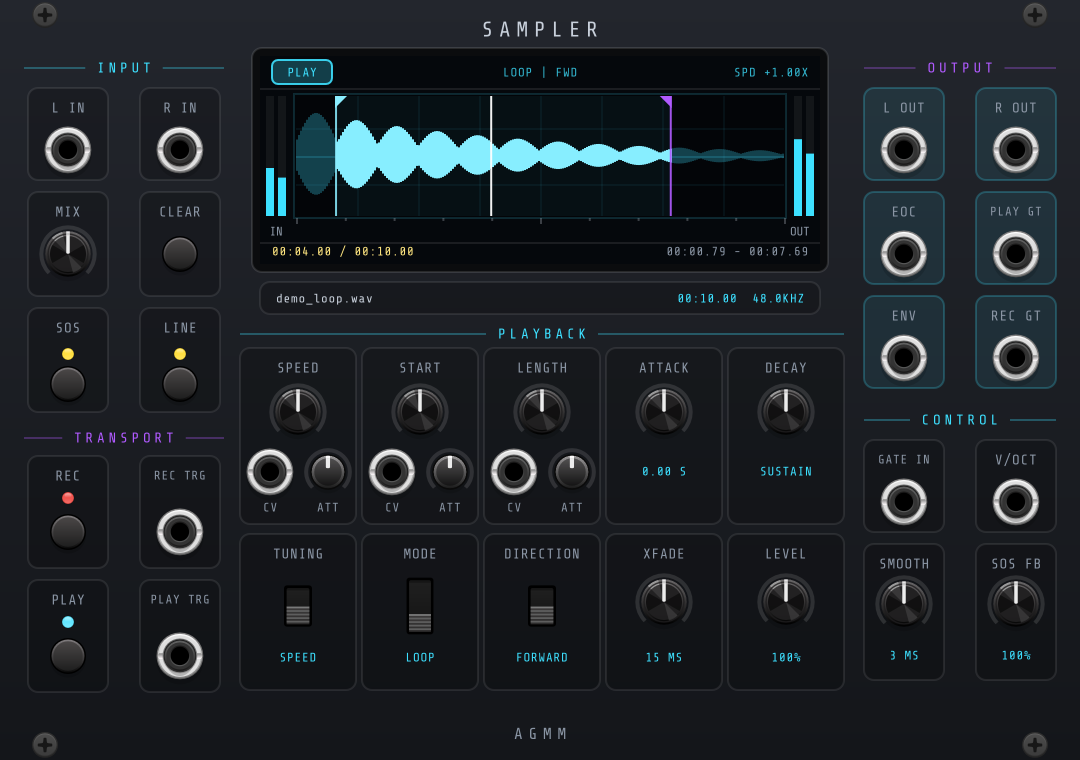 SAMPLER
INPUT
L IN R IN
MIX CLEAR
SOS LINE
TRANSPORT
REC REC TRG
PLAY PLAY TRG
PLAY LOOP | FWD SPD +1.00X
IN OUT
00:04.00 / 00:10.00 00:00.79 - 00:07.69
demo_loop.wav 00:10.00 48.0KHZ
PLAYBACK
SPEED START LENGTH ATTACK DECAY
0.00 S SUSTAIN
CV ATT CV ATT CV ATT
TUNING MODE DIRECTION XFADE LEVEL
SPEED LOOP FORWARD 15 MS 100%
OUTPUT
L OUT R OUT
EOC PLAY GT
ENV REC GT
CONTROL
GATE IN V/OCT
SMOOTH SOS FB
3 MS 100%
AGMM